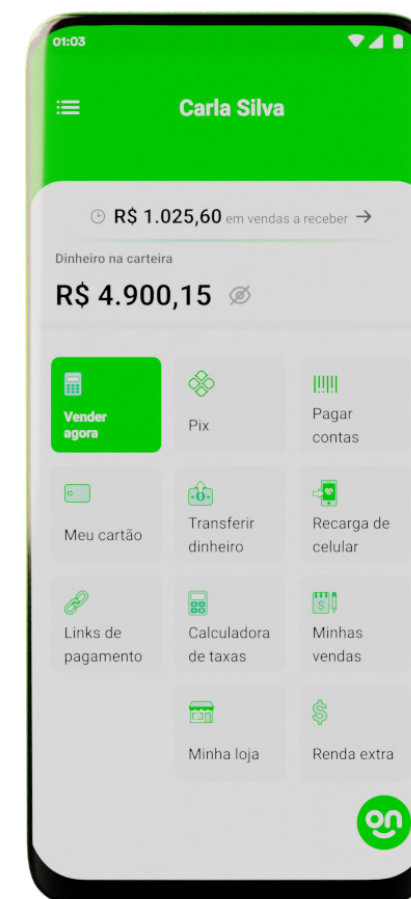 01:03
Carla Silva
R$ 1.025,60 em vendas a receber →
Dinheiro na carteira
R$ 4.900,15
Vender
agora
Pix
Pagar
contas
Meu cartão
Transferir
dinheiro
Recarga de
celular
Links de
pagamento
Calculadora
de taxas
Minhas
vendas
Minha loja
Renda extra
on